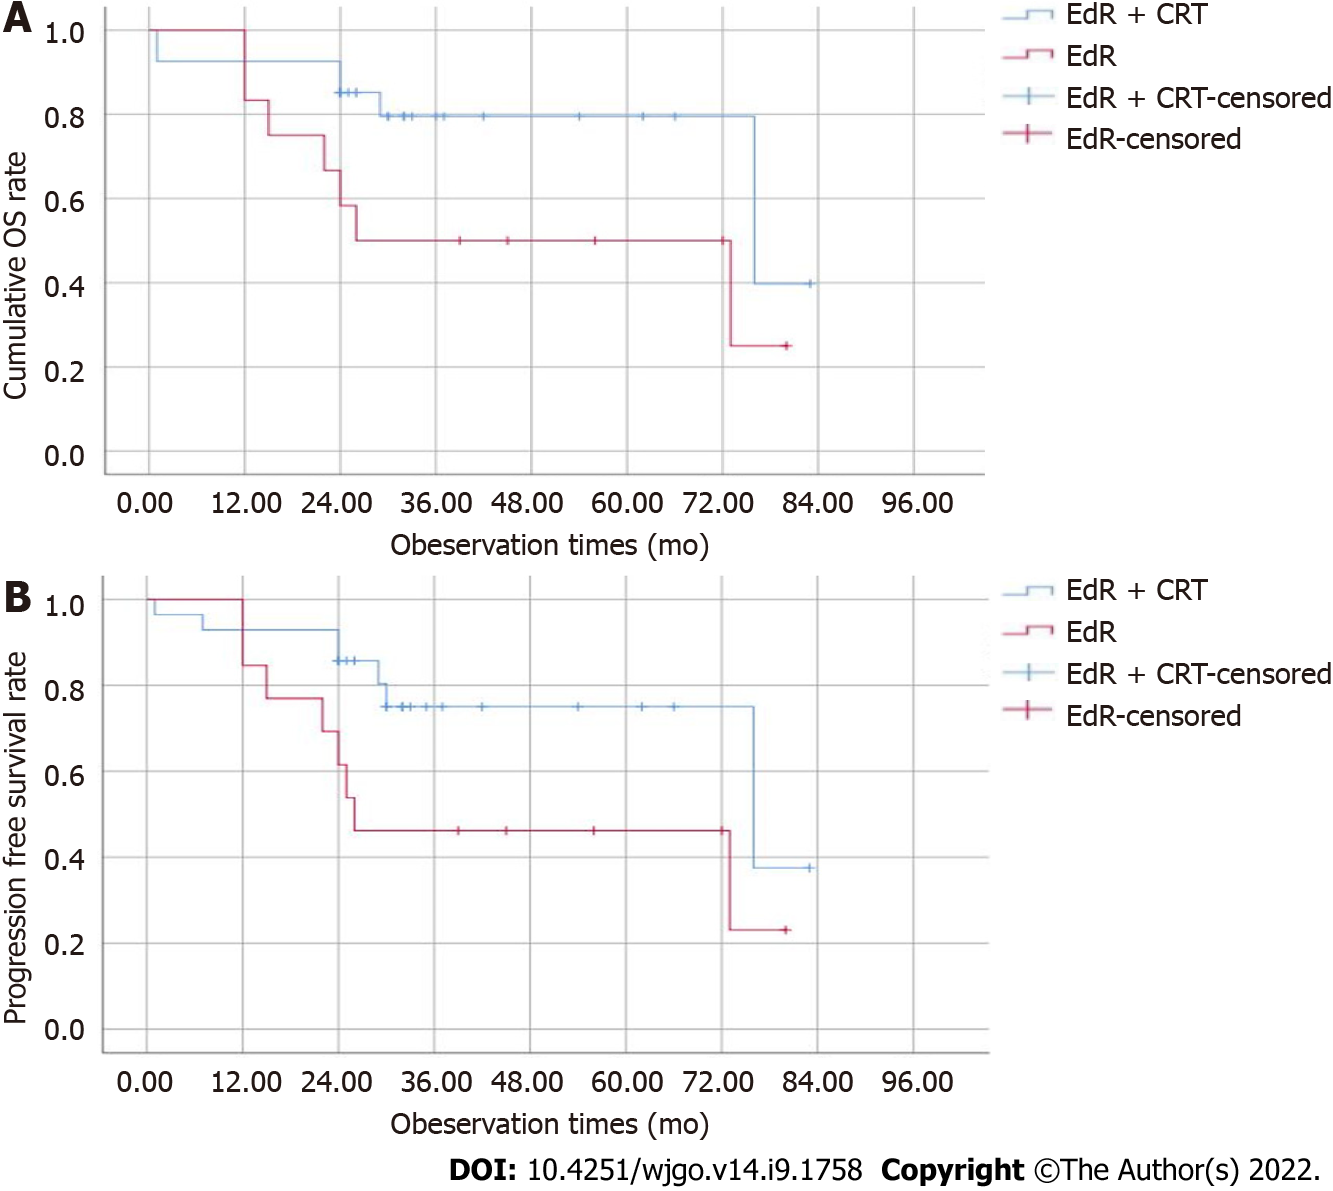 A
1.0
0.8
0.6
0.4
0.2
0.0
Cumulative OS rate
0.00 12.00 24.00 36.00 48.00 60.00 72.00 84.00 96.00
Obeservation times (mo)
EdR + CRT
EdR
EdR + CRT-censored
EdR-censored
B
1.0
0.8
0.6
0.4
0.2
0.0
Progression free survival rate
0.00 12.00 24.00 36.00 48.00 60.00 72.00 84.00 96.00
Obeservation times (mo)
EdR + CRT
EdR
EdR + CRT-censored
EdR-censored
DOI: 10.4251/wjgo.v14.i9.1758 Copyright ©The Author(s) 2022.